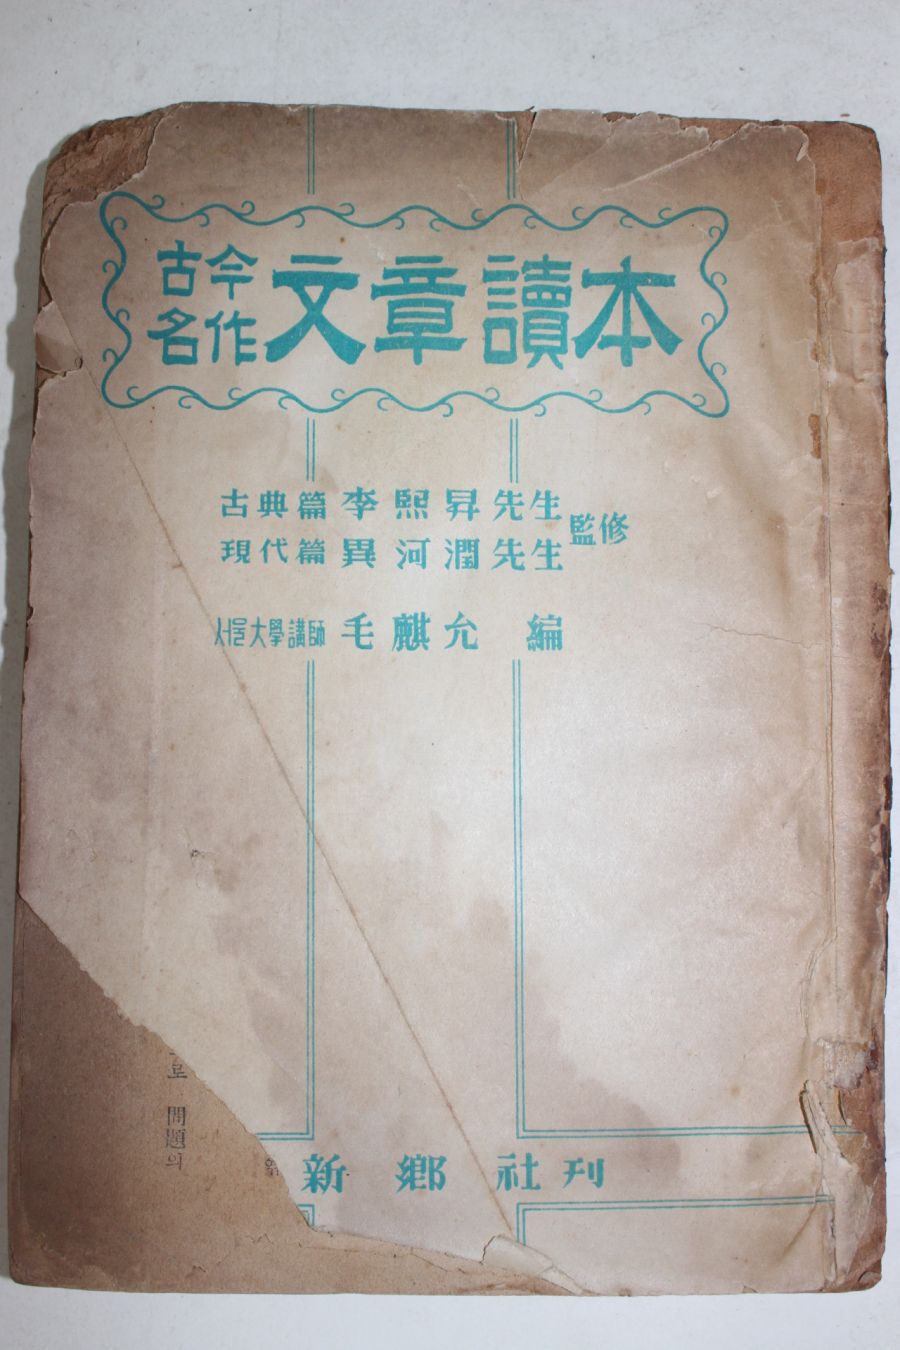 古今
名作
文章讀本
古典篇 李熙昇先生
現代篇 異河潤先生
監修
서울大學講師 毛麒允 編
新鄕社刊
로 問題의